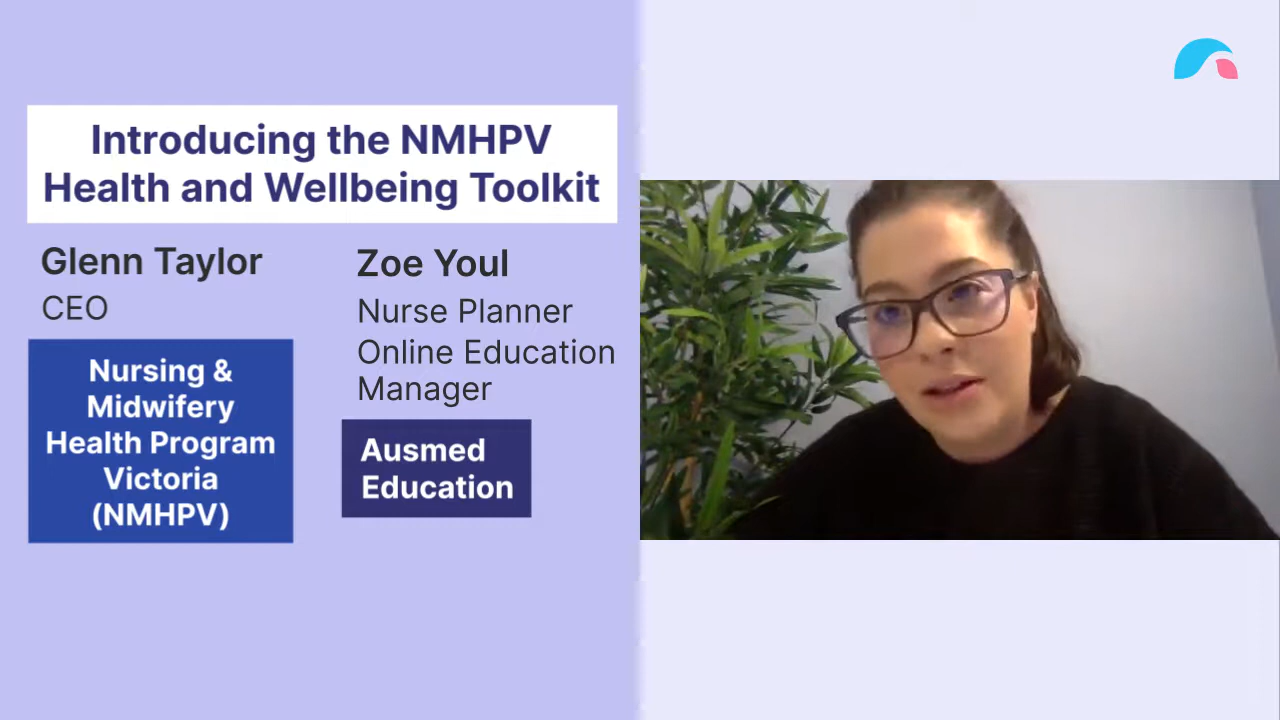 Introducing the NMHPV
Health and Wellbeing Toolkit
Glenn Taylor
CEO
Nursing &
Midwifery
Health Program
Victoria
(NMHPV)
Zoe Youl
Nurse Planner
Online Education
Manager
Ausmed
Education